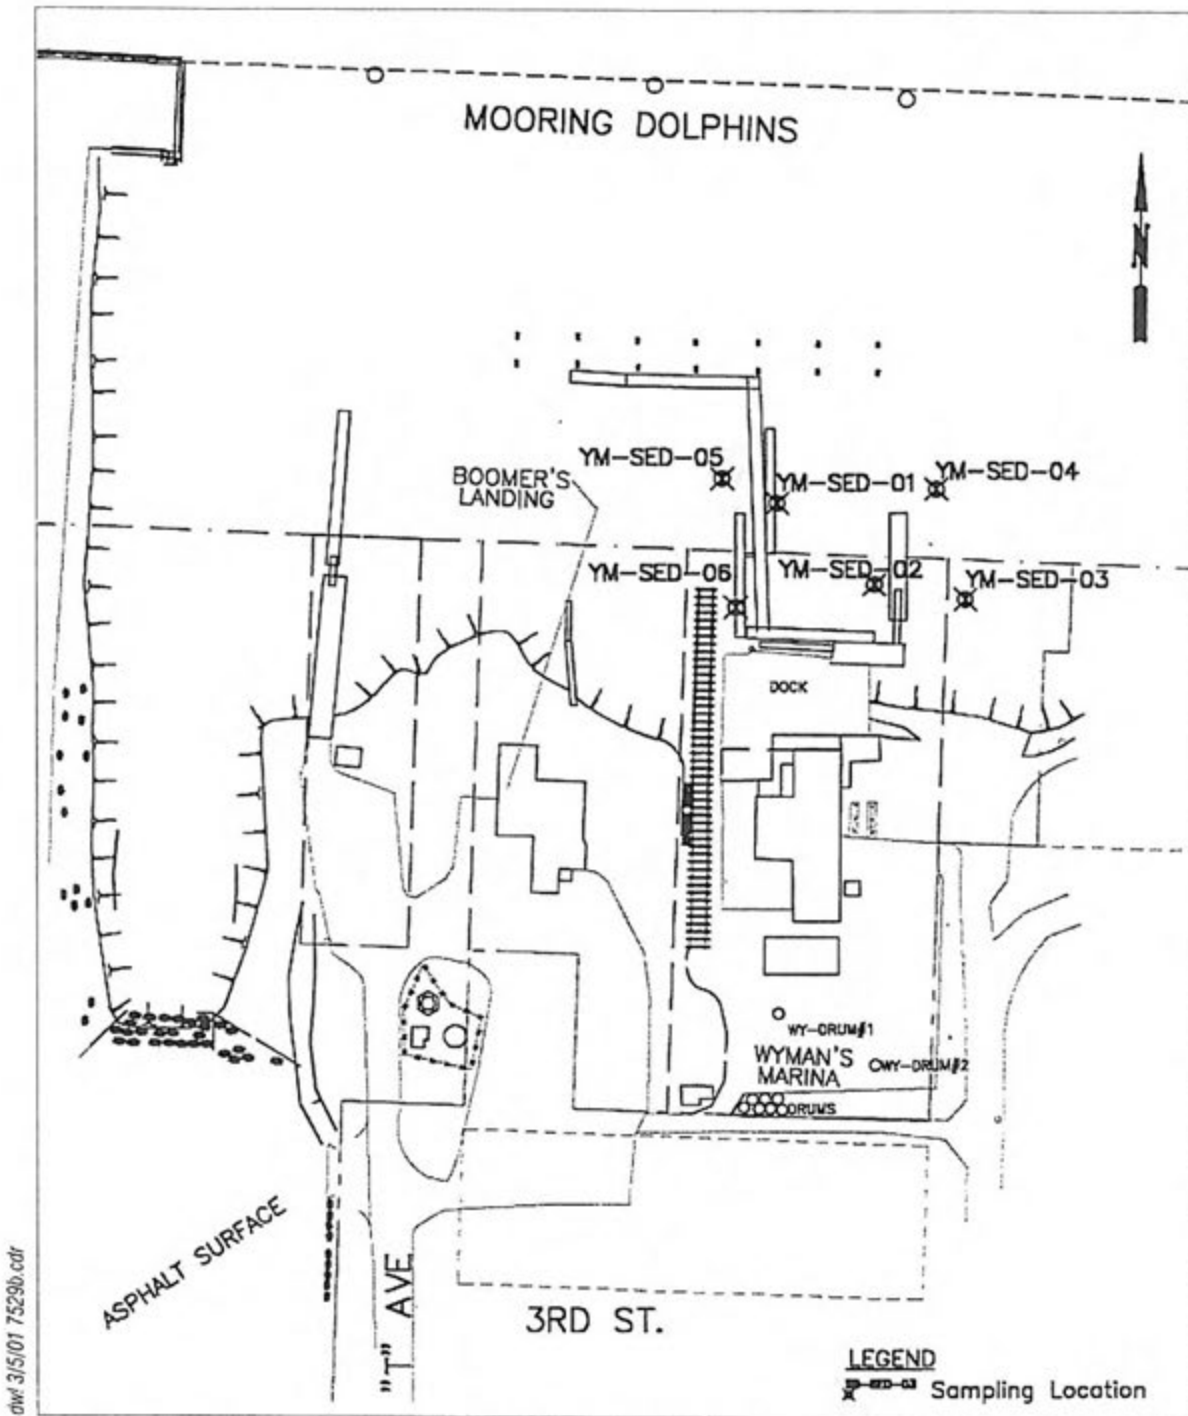 MOORING DOLPHINS
N
YM-SED-05
YM-SED-01
YM-SED-04
BOOMER'S
LANDING
YM-SED-06
YM-SED-02
YM-SED-03
DOCK
WY-DRUM#1
WYMAN'S
MARINA
WY-DRUM#2
DRUMS
ASPHALT SURFACE
"T" AVE
3RD ST.
LEGEND
Sampling Location
dwl 3/5/01 7529b.cdr